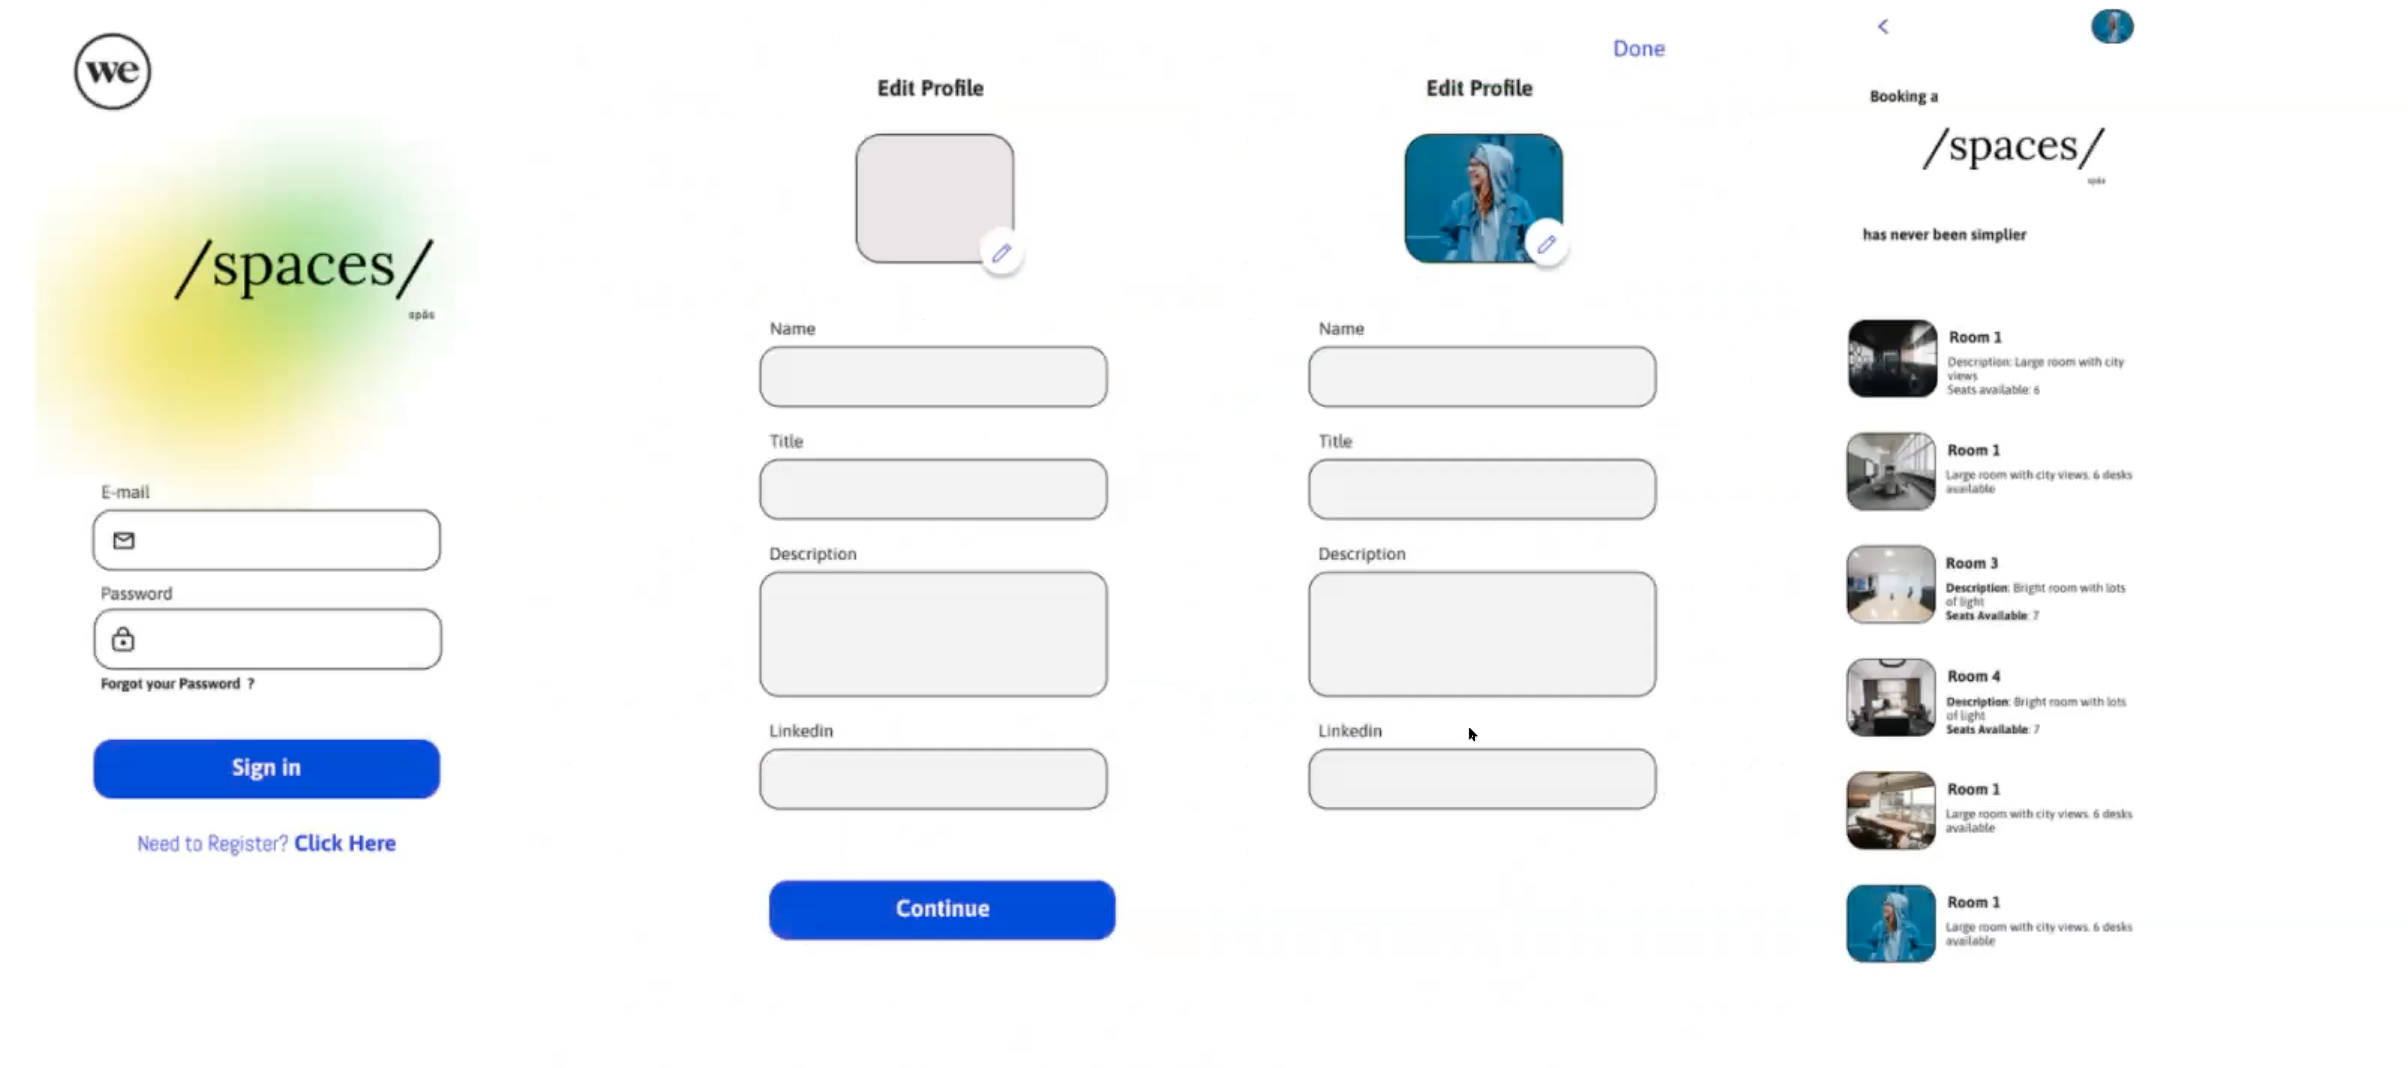 we
/spaces/
spās
E-mail
Password
Forgot your Password ?
Sign in
Need to Register? Click Here
Edit Profile
Name
Title
Description
Linkedin
Continue
Done
Edit Profile
Name
Title
Description
Linkedin
Booking a
/spaces/
spās
has never been simplier
Room 1
Description: Large room with city
views
Seats available: 6
Room 1
Large room with city views. 6 desks
available
Room 3
Description: Bright room with lots
of light
Seats Available: 7
Room 4
Description: Bright room with lots
of light
Seats Available: 7
Room 1
Large room with city views. 6 desks
available
Room 1
Large room with city views. 6 desks
available